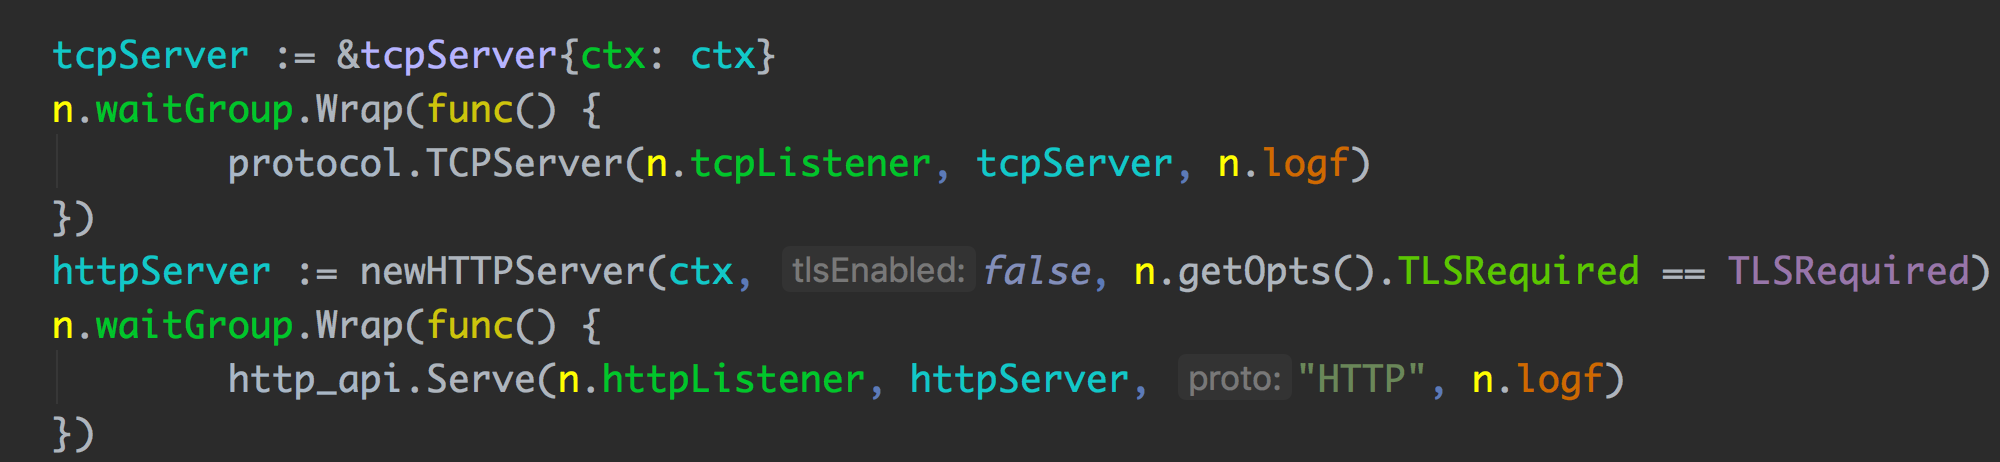 tcpServer := &tcpServer{ctx: ctx}
n.waitGroup.Wrap(func() {
        protocol.TCPServer(n.tcpListener, tcpServer, n.logf)
})
httpServer := newHTTPServer(ctx, tlsEnabled: false, n.getOpts().TLSRequired == TLSRequired)
n.waitGroup.Wrap(func() {
        http_api.Serve(n.httpListener, httpServer, proto: "HTTP", n.logf)
})